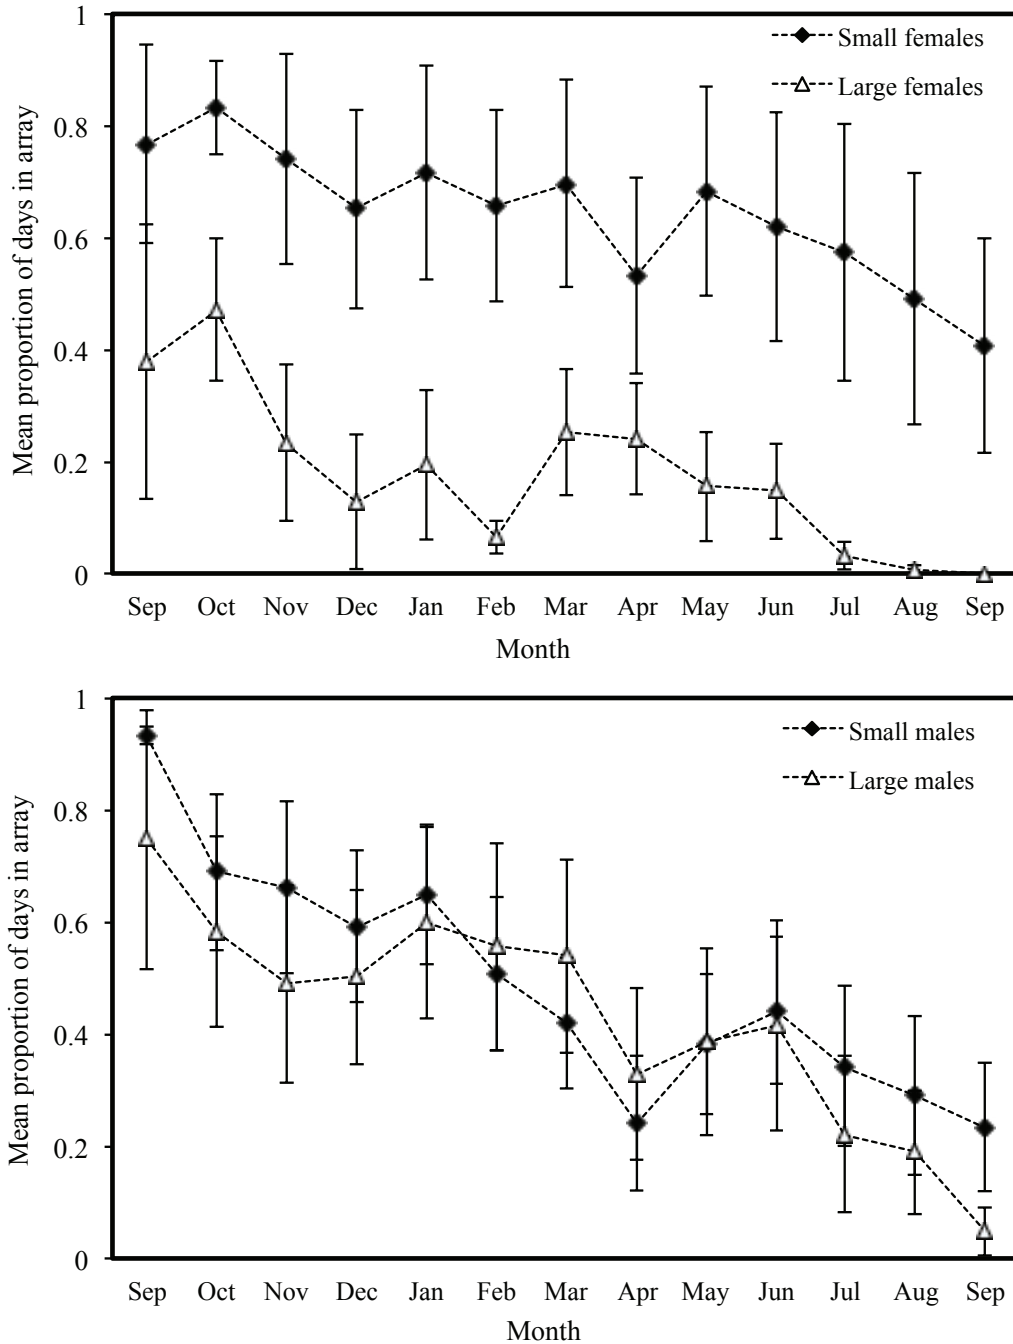 1
Small females
Large females
0.8
0.6
0.4
0.2
0
Mean proportion of days in array
Sep Oct Nov Dec Jan Feb Mar Apr May Jun Jul Aug Sep
Month
1
Small males
Large males
0.8
0.6
0.4
0.2
0
Mean proportion of days in array
Sep Oct Nov Dec Jan Feb Mar Apr May Jun Jul Aug Sep
Month